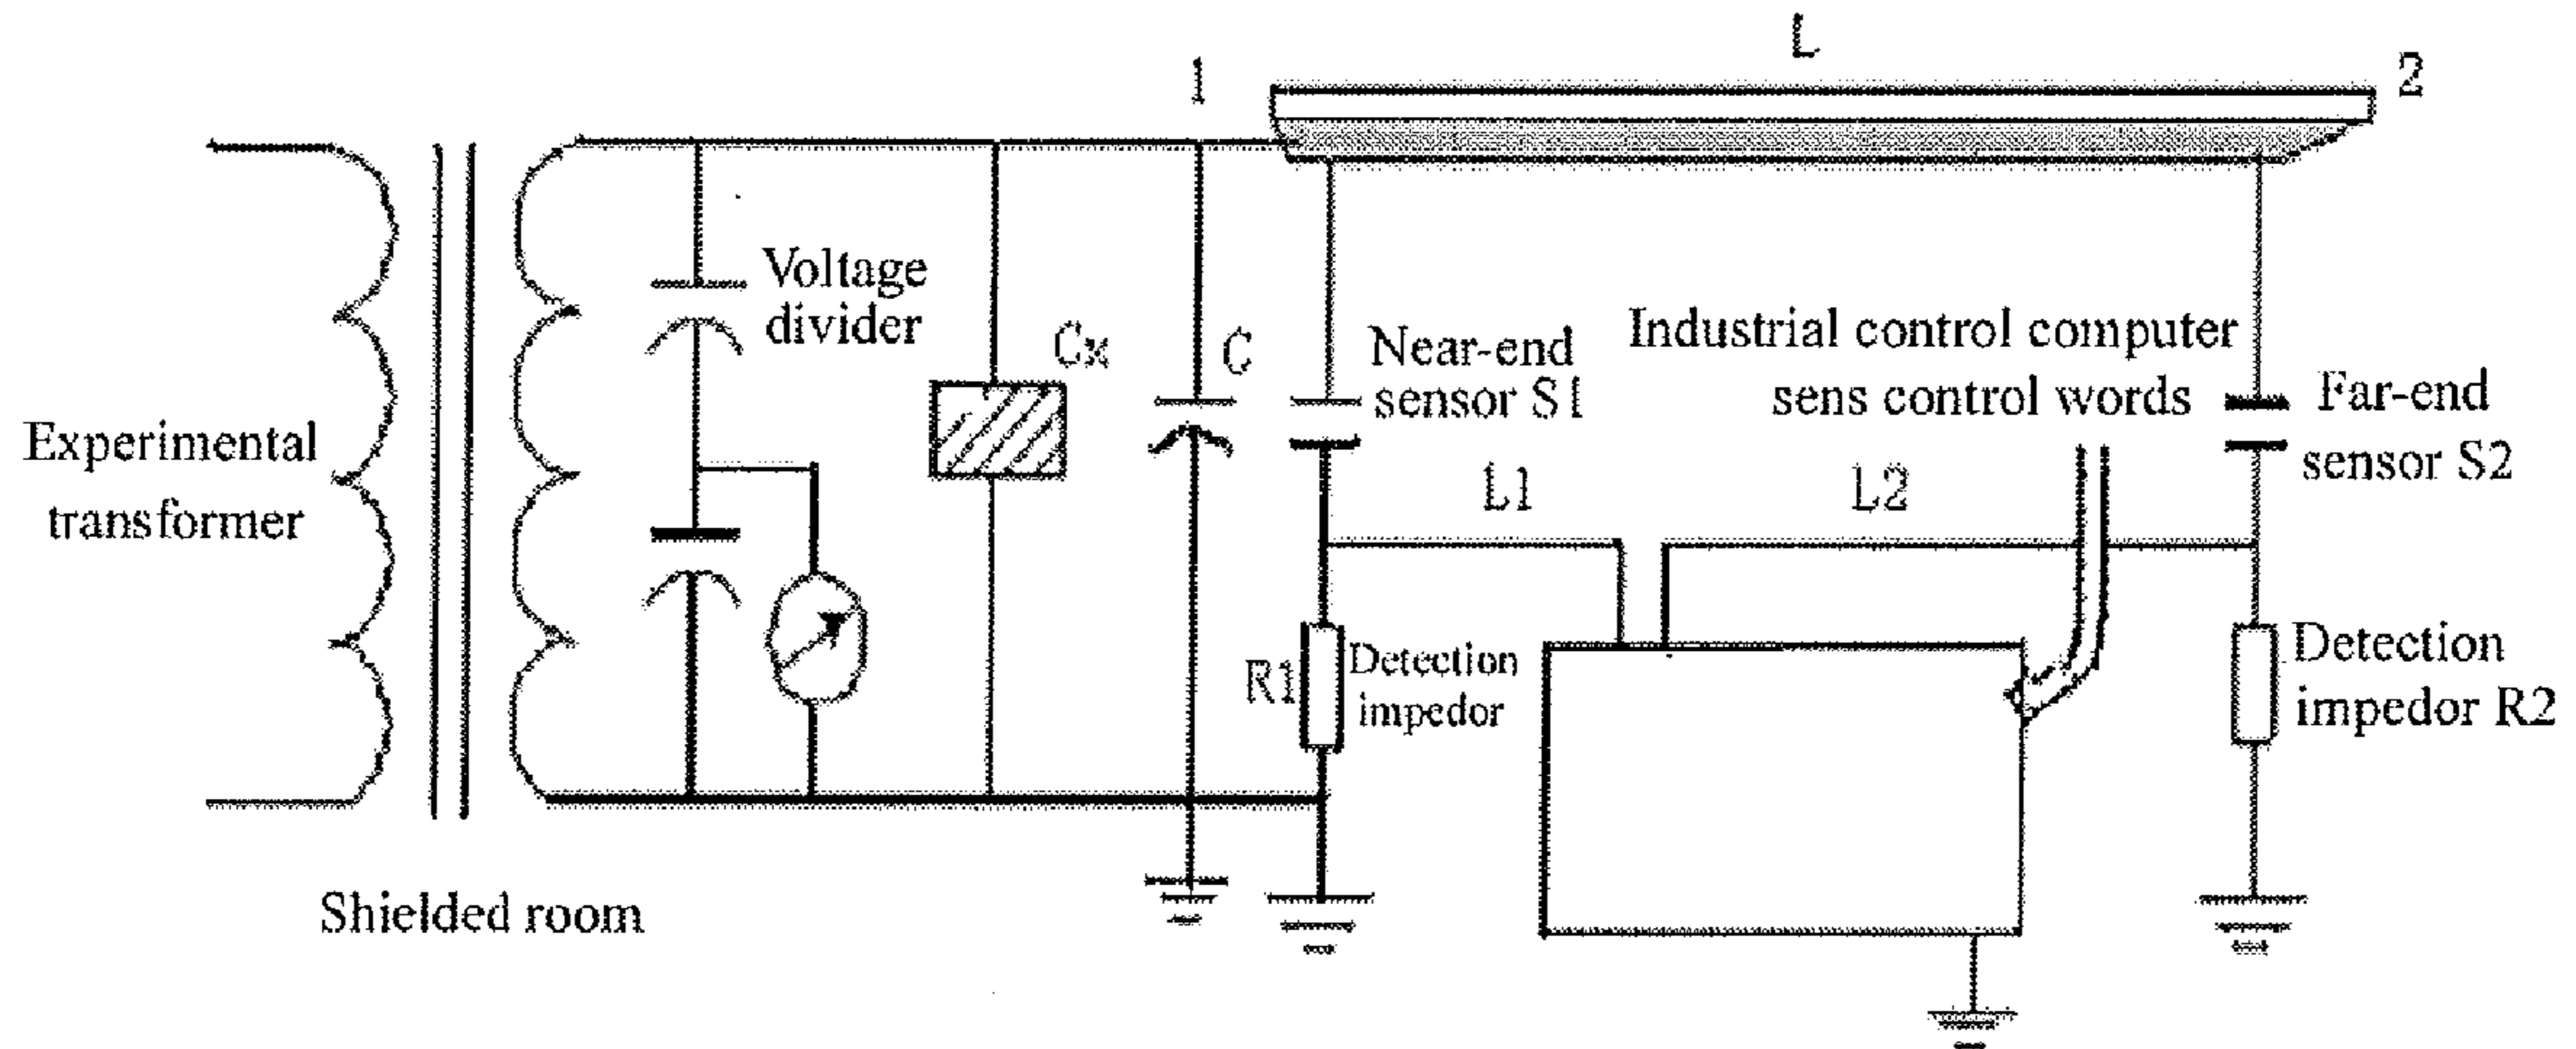 L
1
2
Voltage
divider
Cx
C
Near-end
sensor S1
Industrial control computer
sens control words
Far-end
sensor S2
Experimental
transformer
L1
L2
R1
Detection
impedor
Detection
impedor R2
Shielded room